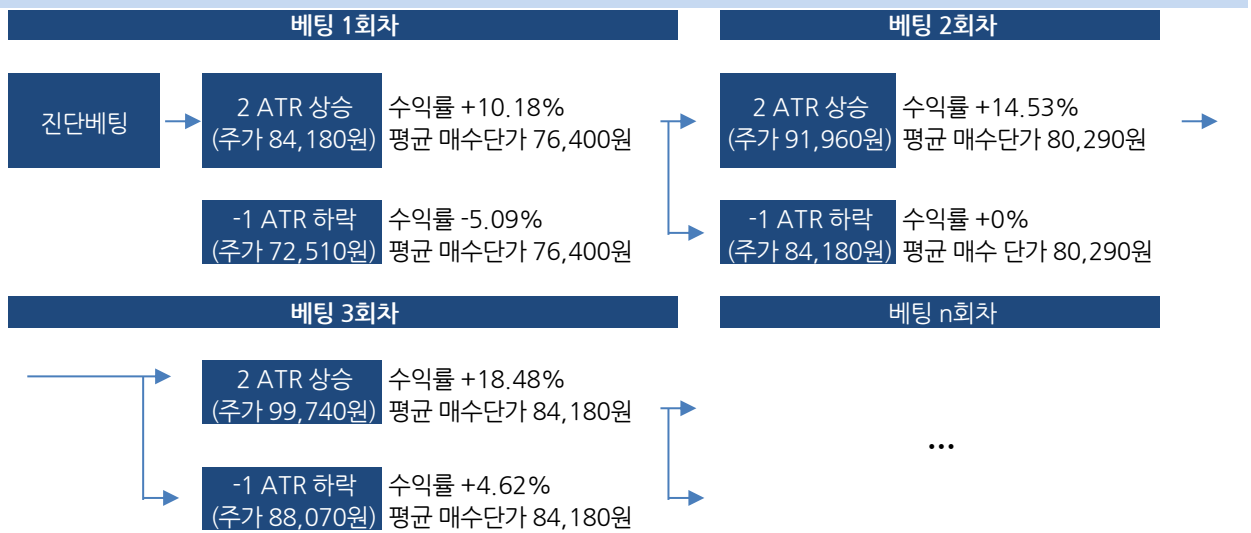 베팅 1회차
베팅 2회차
진단베팅
2 ATR 상승
(주가 84,180원)
수익률 +10.18%
평균 매수단가 76,400원
2 ATR 상승
(주가 91,960원)
수익률 +14.53%
평균 매수단가 80,290원
-1 ATR 하락
(주가 72,510원)
수익률 -5.09%
평균 매수단가 76,400원
-1 ATR 하락
(주가 84,180원)
수익률 +0%
평균 매수 단가 80,290원
베팅 3회차
베팅 n회차
2 ATR 상승
(주가 99,740원)
수익률 +18.48%
평균 매수단가 84,180원
...
-1 ATR 하락
(주가 88,070원)
수익률 +4.62%
평균 매수단가 84,180원